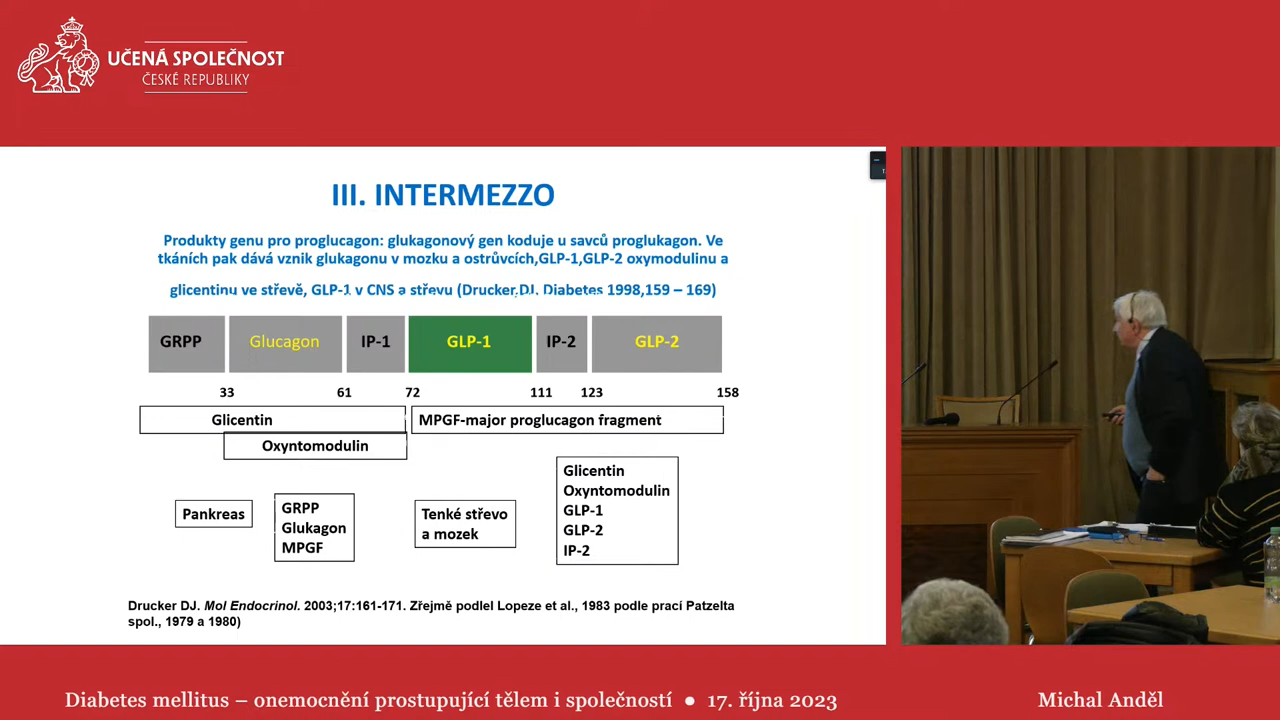 UČENÁ SPOLEČNOST
ČESKÉ REPUBLIKY
III. INTERMEZZO
Produkty genu pro proglucagon: glukagonový gen koduje u savců proglukagon. Ve
tkáních pak dává vznik glukagonu v mozku a ostrůvcích,GLP-1,GLP-2 oxymodulinu a
glicentinu ve střevě, GLP-1 v CNS a střevu (Drucker,DJ. Diabetes 1998,159 – 169)
GRPP Glucagon IP-1 GLP-1 IP-2 GLP-2
33 61 72 111 123 158
Glicentin MPGF-major proglucagon fragment
Oxyntomodulin
Pankreas
GRPP
Glukagon
MPGF
Tenké střevo
a mozek
Glicentin
Oxyntomodulin
GLP-1
GLP-2
IP-2
Drucker DJ. Mol Endocrinol. 2003;17:161-171. Zřejmě podlel Lopeze et al., 1983 podle prací Patzelta
spol., 1979 a 1980)
Diabetes mellitus – onemocnění prostupující tělem i společností ● 17. října 2023
Michal Anděl